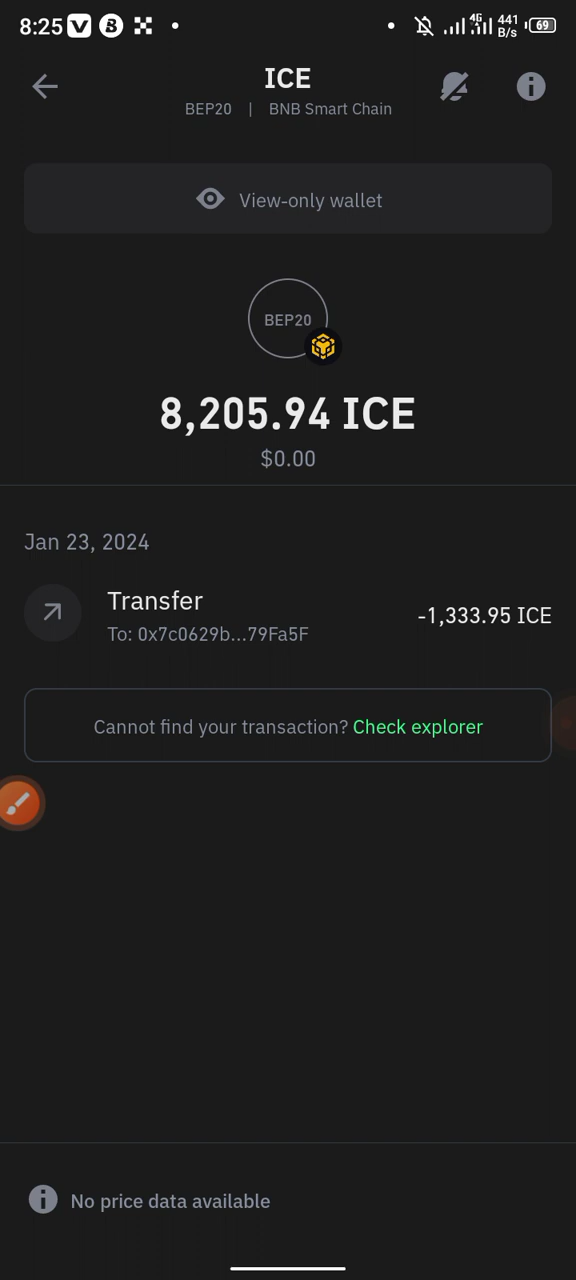 8:25 4G 441 B/s 69
ICE
BEP20 | BNB Smart Chain
View-only wallet
BEP20
8,205.94 ICE
$0.00
Jan 23, 2024
Transfer
-1,333.95 ICE
To: 0x7c0629b...79Fa5F
Cannot find your transaction? Check explorer
No price data available